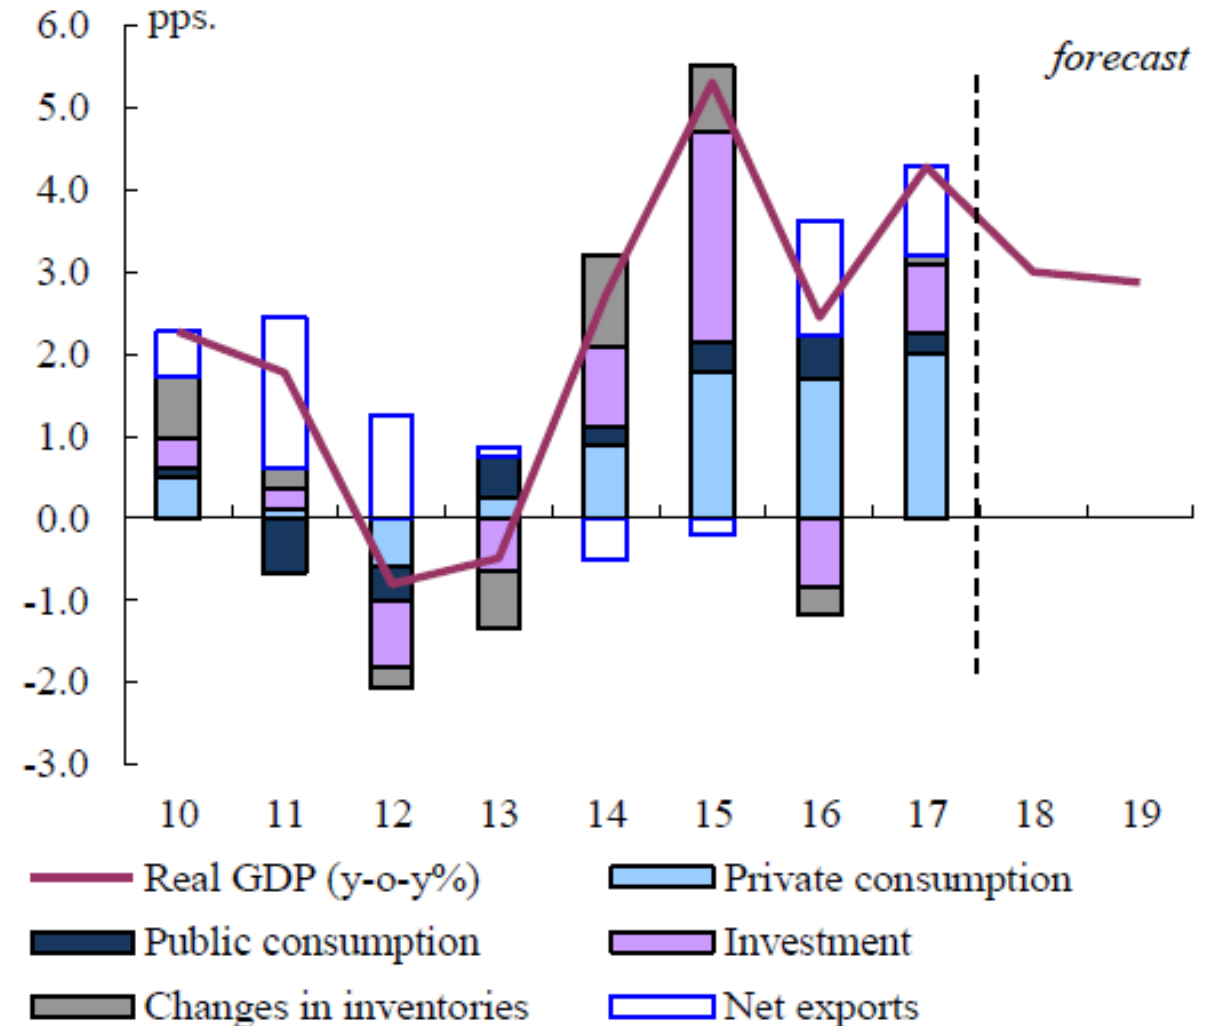 6.0 pps.
forecast
5.0
4.0
3.0
2.0
1.0
0.0
-1.0
-2.0
-3.0
10 11 12 13 14 15 16 17 18 19
Real GDP (y-o-y%) Private consumption
Public consumption Investment
Changes in inventories Net exports